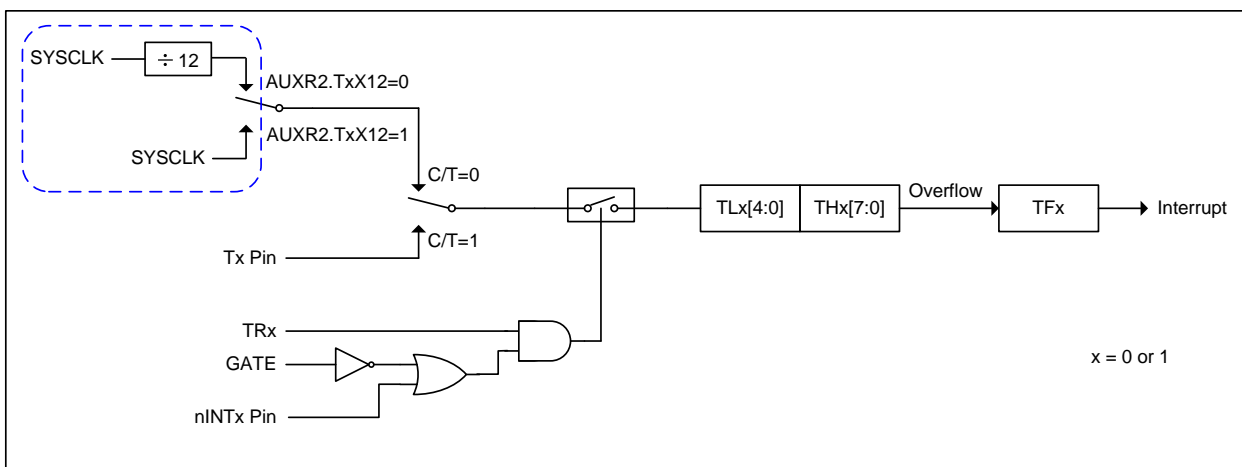 SYSCLK
÷ 12
AUXR2.TxX12=0
AUXR2.TxX12=1
SYSCLK
C/T=0
C/T=1
Tx Pin
TLx[4:0]
THx[7:0]
Overflow
TFx
Interrupt
TRx
GATE
nINTx Pin
x = 0 or 1